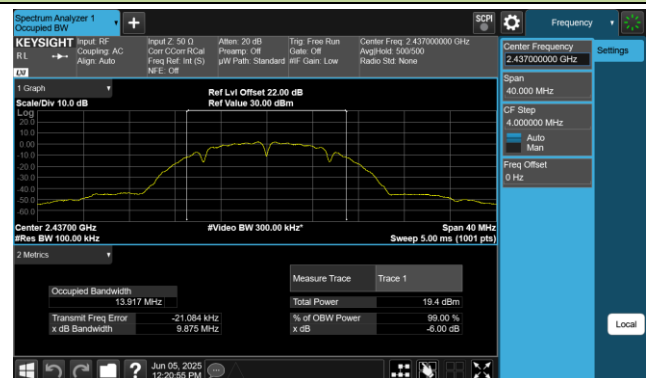 Spectrum Analyzer 1
Occupied BW
SCPI
Frequency
KEYSIGHT
R L
LXI
Input: RF
Coupling: AC
Align: Auto
Input Z: 50 Ω
Corr CCorr RCal
Freq Ref: Int (S)
NFE: Off
Atten: 20 dB
Preamp: Off
µW Path: Standard
Trig: Free Run
Gate: Off
#IF Gain: Low
Center Freq: 2.437000000 GHz
Avg|Hold: 500/500
Radio Std: None
Center Frequency
2.437000000 GHz
Settings
Span
40.000 MHz
CF Step
4.000000 MHz
Auto
Man
Freq Offset
0 Hz
1 Graph
Scale/Div 10.0 dB
Ref Lvl Offset 22.00 dB
Ref Value 30.00 dBm
Log
20.0
10.0
0.00
-10.0
-20.0
-30.0
-40.0
-50.0
-60.0
Center 2.43700 GHz
#Video BW 300.00 kHz*
Span 40 MHz
#Res BW 100.00 kHz
Sweep 5.00 ms (1001 pts)
2 Metrics
Measure Trace Trace 1
Occupied Bandwidth
13.917 MHz
Total Power 19.4 dBm
Transmit Freq Error -21.084 kHz
% of OBW Power 99.00 %
x dB Bandwidth 9.875 MHz
x dB -6.00 dB
Local
?
Jun 05, 2025
12:20:55 PM